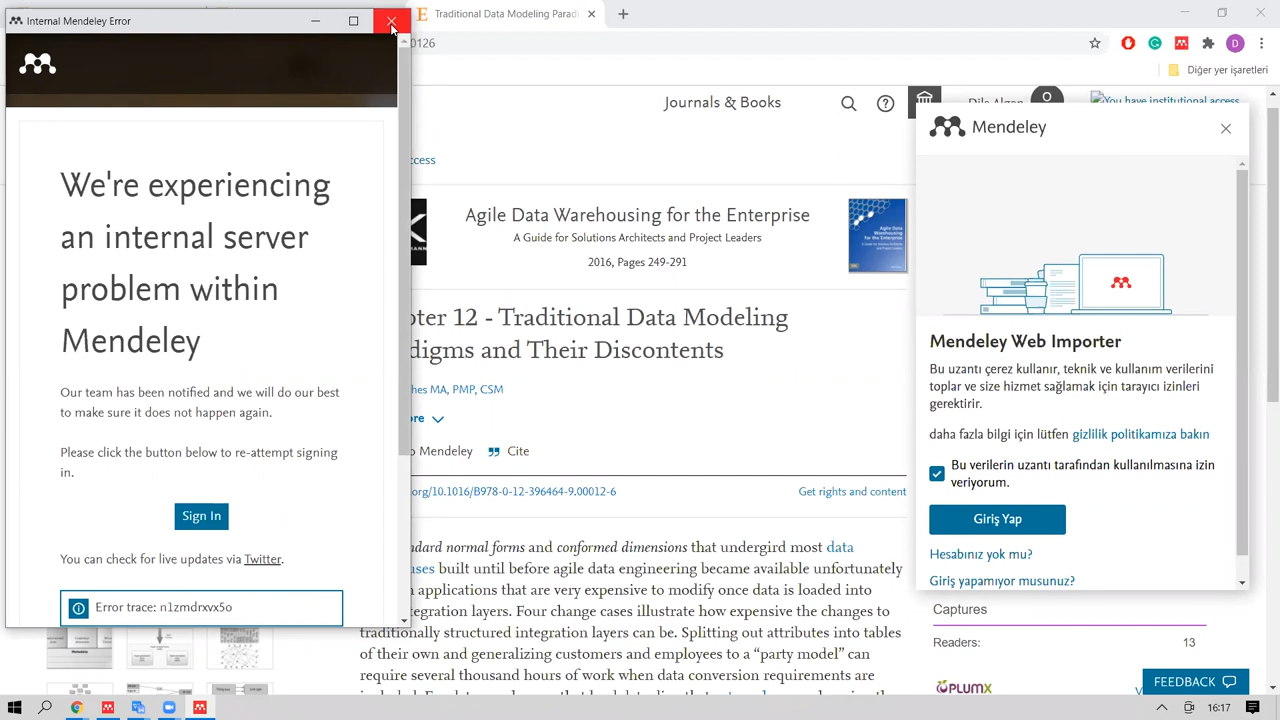 Internal Mendeley Error
We're experiencing
an internal server
problem within
Mendeley
Our team has been notified and we will do our best
to make sure it does not happen again.
Please click the button below to re-attempt signing
in.
Sign In
You can check for live updates via Twitter.
Error trace: n1zmdrxvx5o
Traditional Data Modeling Paradi
0126
D
Diğer yer işaretleri
Journals & Books
You have institutional access
ccess
Agile Data Warehousing for the Enterprise
A Guide for Solution Architects and Project Leaders
2016, Pages 249-291
pter 12 - Traditional Data Modeling
digms and Their Discontents
hes MA, PMP, CSM
ore
o Mendeley
Cite
org/10.1016/B978-0-12-396464-9.00012-6
Get rights and content
ndard normal forms and conformed dimensions that undergird most data
uses built until before agile data engineering became available unfortunately
n applications that are very expensive to modify once data is loaded into
tegration layers. Four change cases illustrate how expensive the changes to
traditionally structured integration layers can be. Splitting entities into tables
of their own and generalizing customers and employees to a “party model” can
require several thousand hours of work when data conversion requirements are
Mendeley
Mendeley Web Importer
Bu uzantı çerez kullanır, teknik ve kullanım verilerini
toplar ve size hizmet sağlamak için tarayıcı izinleri
gerektirir.
daha fazla bilgi için lütfen gizlilik politikamıza bakın
Bu verilerin uzantı tarafından kullanılmasına izin
veriyorum.
Giriş Yap
Hesabınız yok mu?
Giriş yapamıyor musunuz?
Captures
Readers: 13
PLUMX
FEEDBACK
16:17